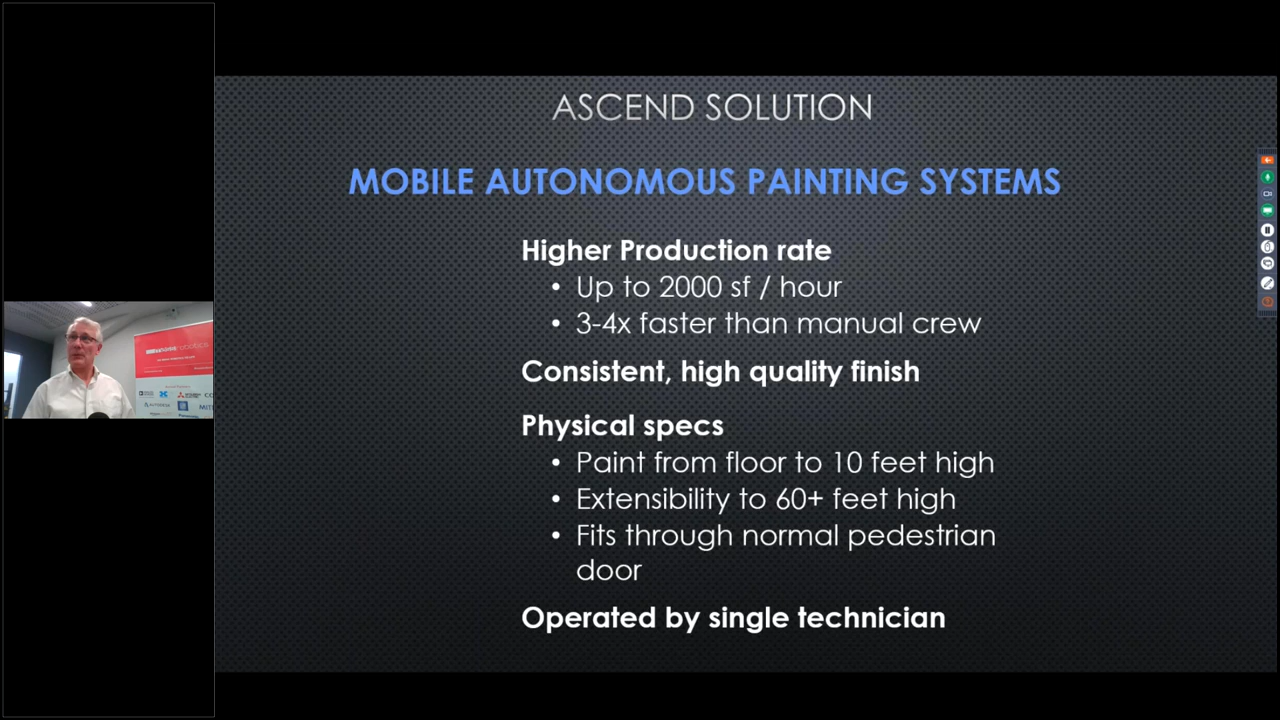 ASCEND SOLUTION
MOBILE AUTONOMOUS PAINTING SYSTEMS
Higher Production rate
• Up to 2000 sf / hour
• 3-4x faster than manual crew
Consistent, high quality finish
Physical specs
• Paint from floor to 10 feet high
• Extensibility to 60+ feet high
• Fits through normal pedestrian
door
Operated by single technician